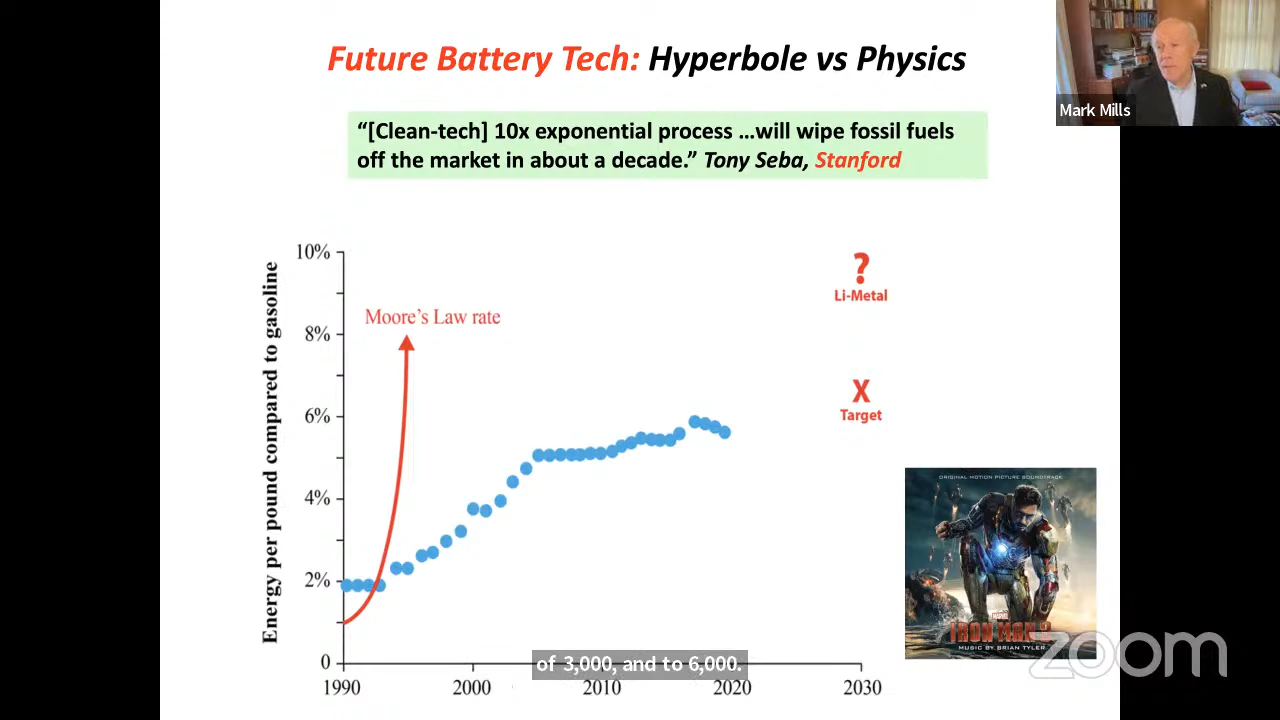 Future Battery Tech: Hyperbole vs Physics
Mark Mills
“[Clean-tech] 10x exponential process …will wipe fossil fuels
off the market in about a decade.” Tony Seba, Stanford
Energy per pound compared to gasoline
10%
8%
6%
4%
2%
0
Moore’s Law rate
?
Li-Metal
X
Target
1990
2000
2010
2020
2030
ORIGINAL MOTION PICTURE SOUNDTRACK
MARVEL
IRON MAN 3
MUSIC BY BRIAN TYLER
zoom
of 3,000, and to 6,000.